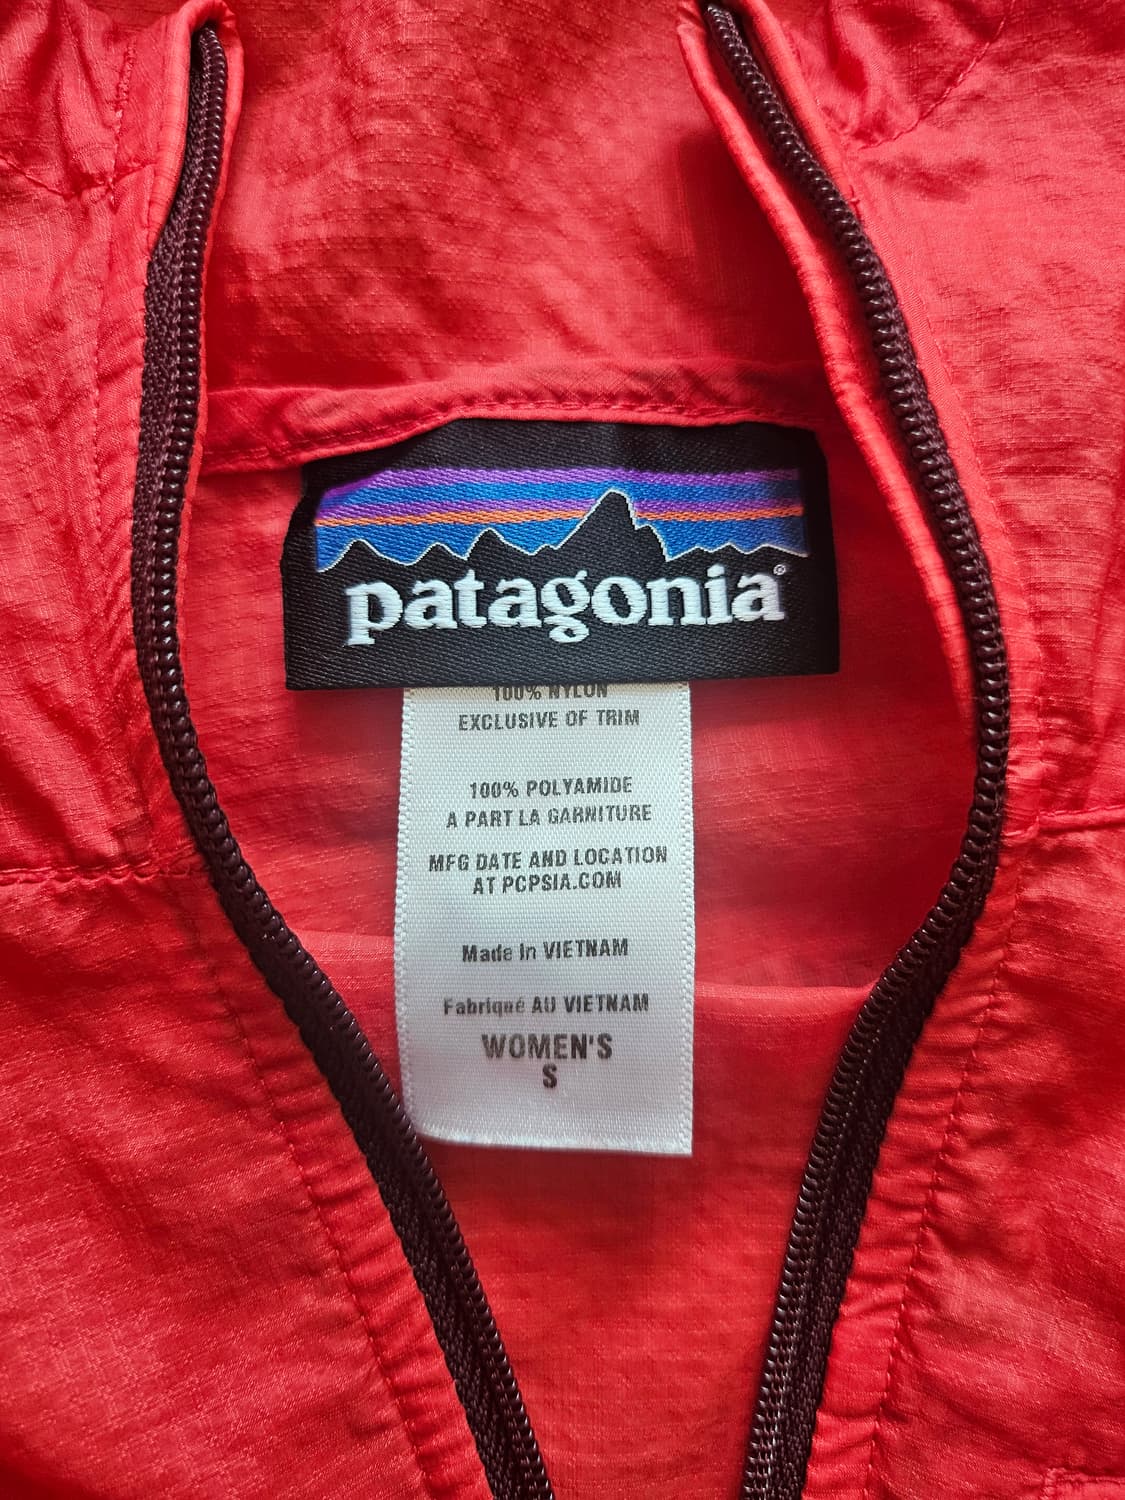 patagonia®
100% NYLON
EXCLUSIVE OF TRIM
100% POLYAMIDE
A PART LA GARNITURE
MFG DATE AND LOCATION
AT PCPSIA.COM
Made in VIETNAM
Fabriqué AU VIETNAM
WOMEN'S
S